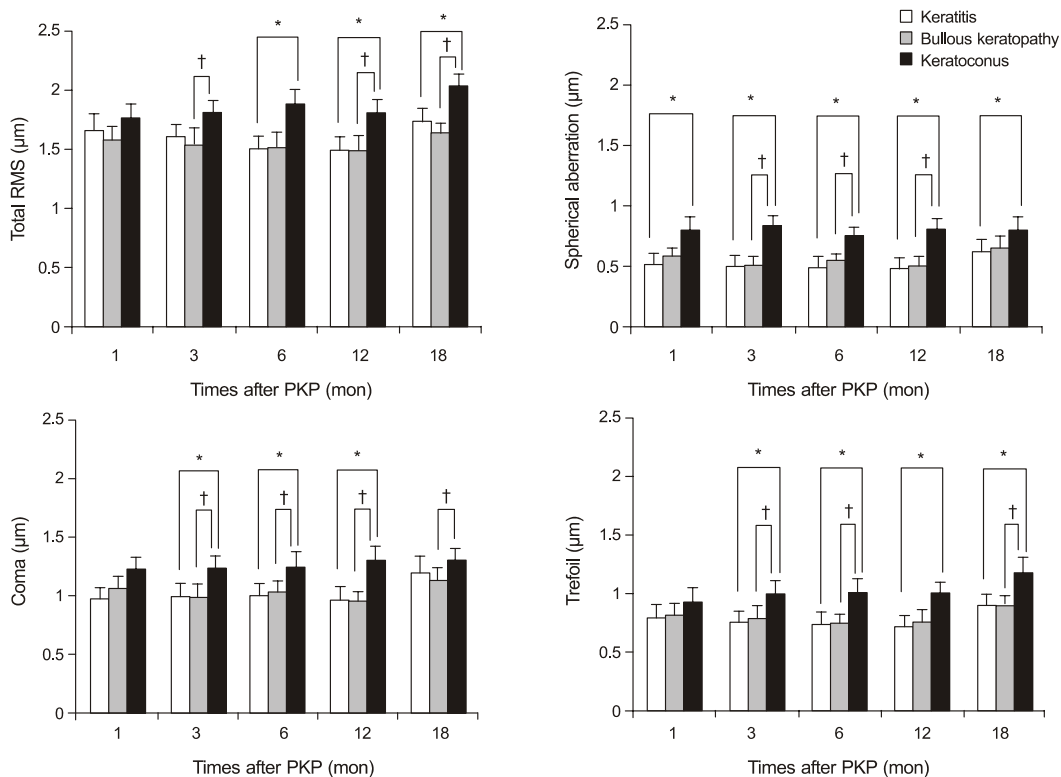 2.5
2
1.5
1
0.5
0
Total RMS (μm)
* * *
† † †
1 3 6 12 18
Times after PKP (mon)
Keratitis
Bullous keratopathy
Keratoconus
2.5
2
1.5
1
0.5
0
Spherical aberration (μm)
* * * * *
† † †
1 3 6 12 18
Times after PKP (mon)
2.5
2
1.5
1
0.5
0
Coma (μm)
* * *
† † † †
1 3 6 12 18
Times after PKP (mon)
2.5
2
1.5
1
0.5
0
Trefoil (μm)
* * * *
† † †
1 3 6 12 18
Times after PKP (mon)